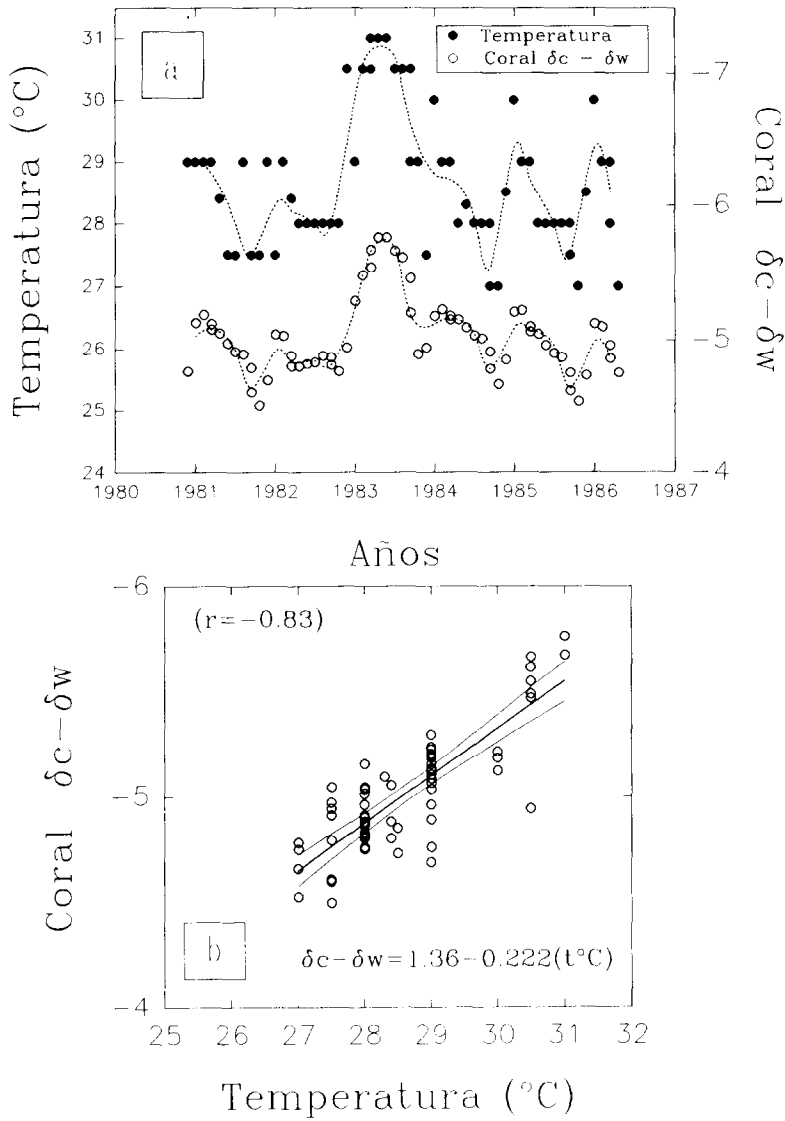 a
Temperatura
Coral δc − δw
31
30
29
28
27
26
25
24
−7
−6
−5
−4
Temperatura (°C)
Coral δc−δw
1980 1981 1982 1983 1984 1985 1986 1987
Años
−6
−5
−4
Coral δc−δw
(r=−0.83)
b
δc−δw=1.36−0.222(t°C)
25 26 27 28 29 30 31 32
Temperatura (°C)